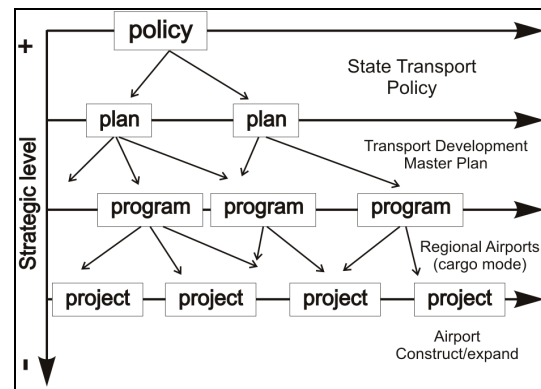 +
policy
State Transport
Policy
plan
plan
Transport Development
Master Plan
Strategic level
program
program
program
Regional Airports
(cargo mode)
project
project
project
project
Airport
Construct/expand
-